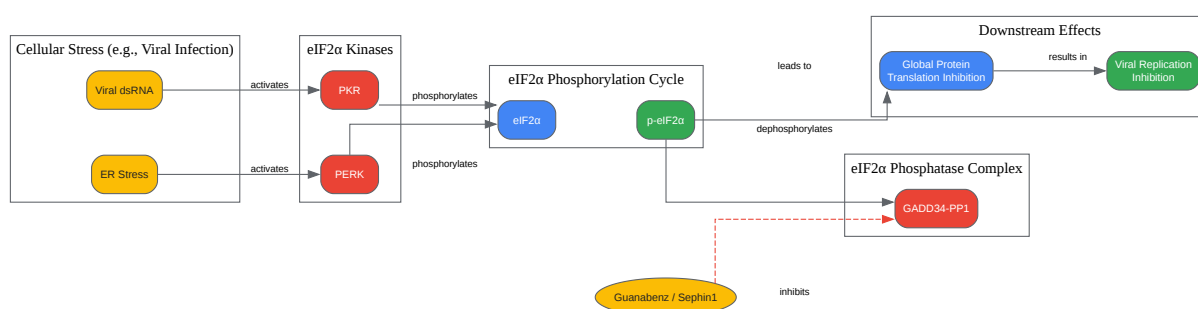 Cellular Stress (e.g., Viral Infection)
Viral dsRNA
ER Stress
activates
activates
eIF2α Kinases
PKR
PERK
phosphorylates
phosphorylates
eIF2α Phosphorylation Cycle
eIF2α
p-eIF2α
leads to
dephosphorylates
Downstream Effects
Global Protein
Translation Inhibition
results in
Viral Replication
Inhibition
eIF2α Phosphatase Complex
GADD34-PP1
Guanabenz / Sephin1
inhibits